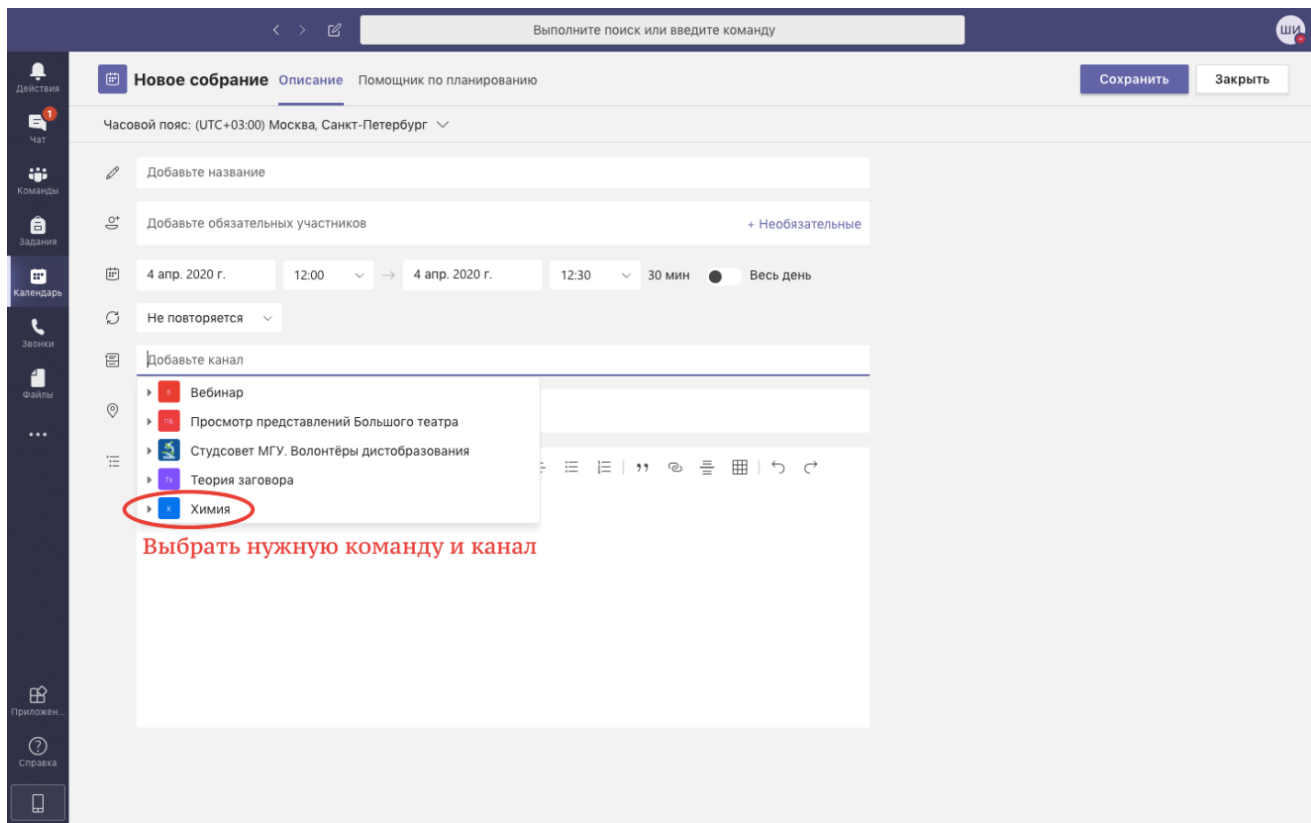 Выполните поиск или введите команду
ШИ
Действия
Новое собрание Описание Помощник по планированию
Сохранить Закрыть
1
Чат
Часовой пояс: (UTC+03:00) Москва, Санкт-Петербург
Команды
Добавьте название
Задания
Добавьте обязательных участников + Необязательные
Календарь
4 апр. 2020 г. 12:00 → 4 апр. 2020 г. 12:30 30 мин Весь день
Звонки
Не повторяется
Файлы
Добавьте канал
Вебинар
Просмотр представлений Большого театра
Студсовет МГУ. Волонтёры дистобразования
Тз Теория заговора
Х Химия
Выбрать нужную команду и канал
Приложен...
Справка